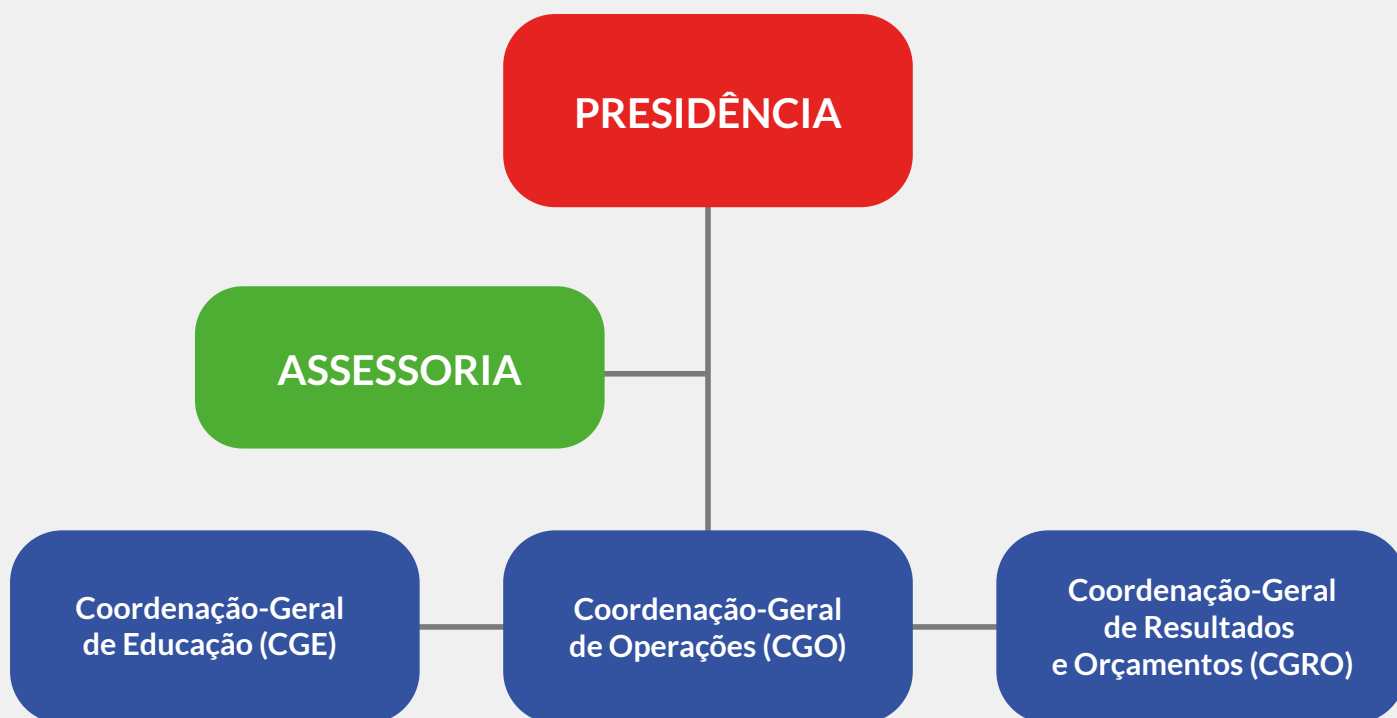 PRESIDÊNCIA
ASSESSORIA
Coordenação-Geral
de Educação (CGE)
Coordenação-Geral
de Operações (CGO)
Coordenação-Geral
de Resultados
e Orçamentos (CGRO)